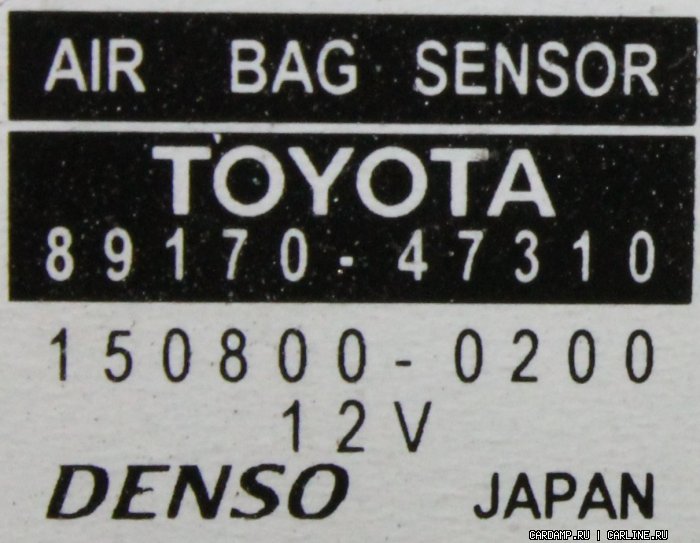 AIR BAG SENSOR
TOYOTA
89170-47310
150800-0200
12V
DENSO JAPAN
CARDAMP.RU | CARLINE.RU